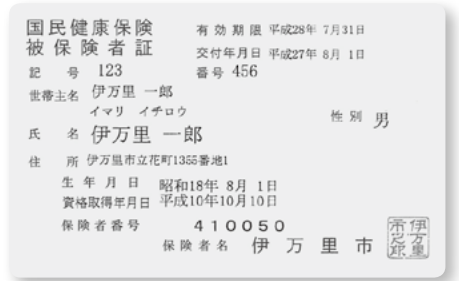 国民健康保険
被保険者証
有効期限 平成28年 7月31日
交付年月日 平成27年 8月 1日
記号 123
番号 456
世帯主名 伊万里 一郎
イマリ イチロウ
氏名 伊万里 一郎
性別 男
住所 伊万里市立花町1355番地1
生年月日 昭和18年 8月 1日
資格取得年月日 平成10年10月10日
保険者番号 410050
保険者名 伊万里市
伊万里
市之印